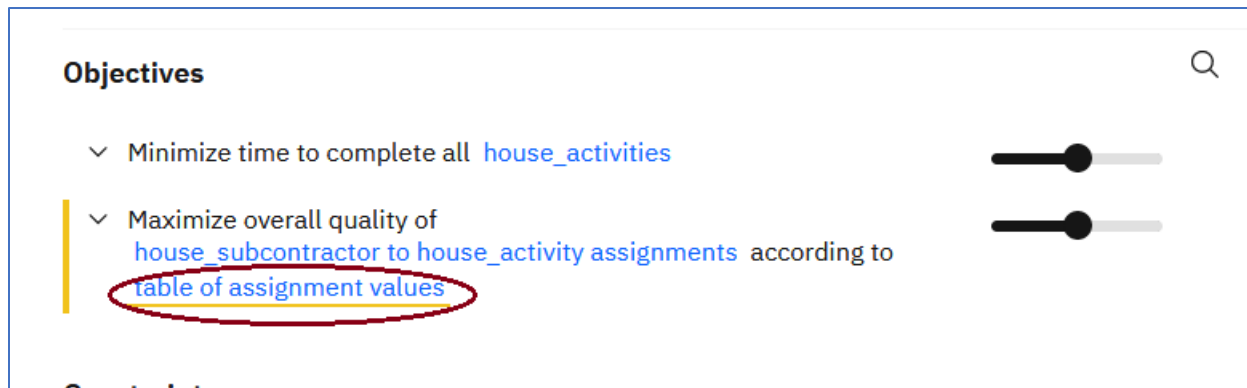 Objectives
Minimize time to complete all house_activities
Maximize overall quality of
house_subcontractor to house_activity assignments according to
table of assignment values